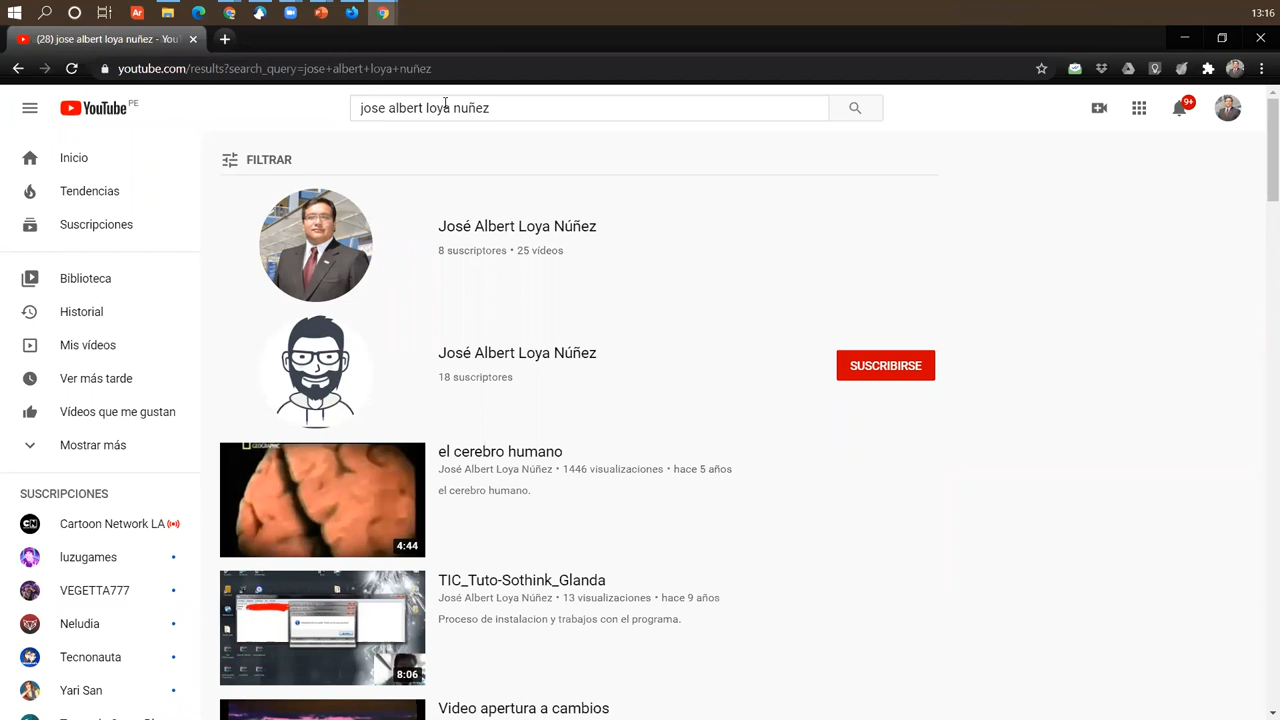 13:16
(28) jose albert loya nuñez - You
youtube.com/results?search_query=jose+albert+loya+nuñez
YouTube PE
jose albert loya nuñez
9+
Inicio
Tendencias
Suscripciones
Biblioteca
Historial
Mis vídeos
Ver más tarde
Vídeos que me gustan
Mostrar más
SUSCRIPCIONES
Cartoon Network LA
luzugames
VEGETTA777
Neludia
Tecnonauta
Yari San
FILTRAR
José Albert Loya Núñez
8 suscriptores • 25 vídeos
José Albert Loya Núñez
18 suscriptores
SUSCRIBIRSE
el cerebro humano
José Albert Loya Núñez • 1446 visualizaciones • hace 5 años
el cerebro humano.
4:44
TIC_Tuto-Sothink_Glanda
José Albert Loya Núñez • 13 visualizaciones • hace 9 años
Proceso de instalacion y trabajos con el programa.
8:06
Video apertura a cambios